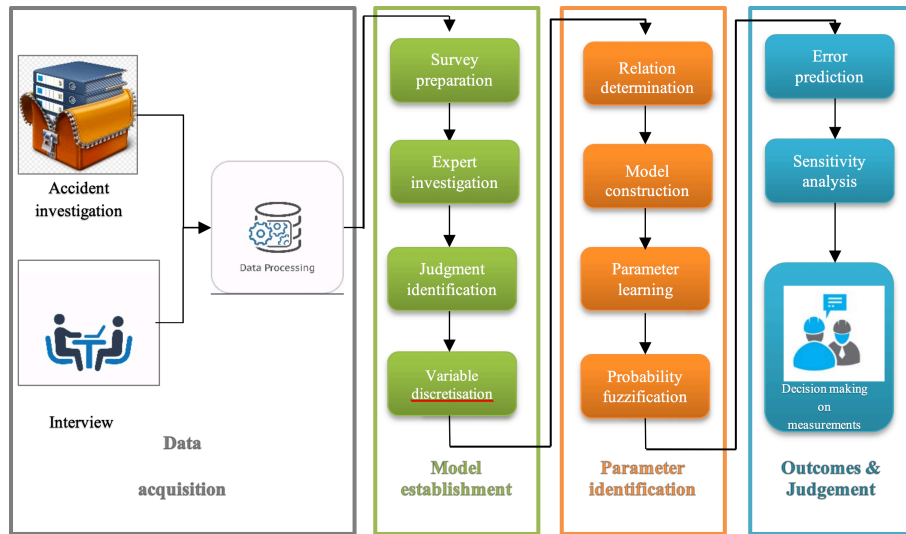 Accident
investigation
Interview
Data Processing
Data
acquisition
Survey
preparation
Expert
investigation
Judgment
identification
Variable
discretisation
Model
establishment
Relation
determination
Model
construction
Parameter
learning
Probability
fuzzification
Parameter
identification
Error
prediction
Sensitivity
analysis
Decision making
on
measurements
Outcomes &
Judgement